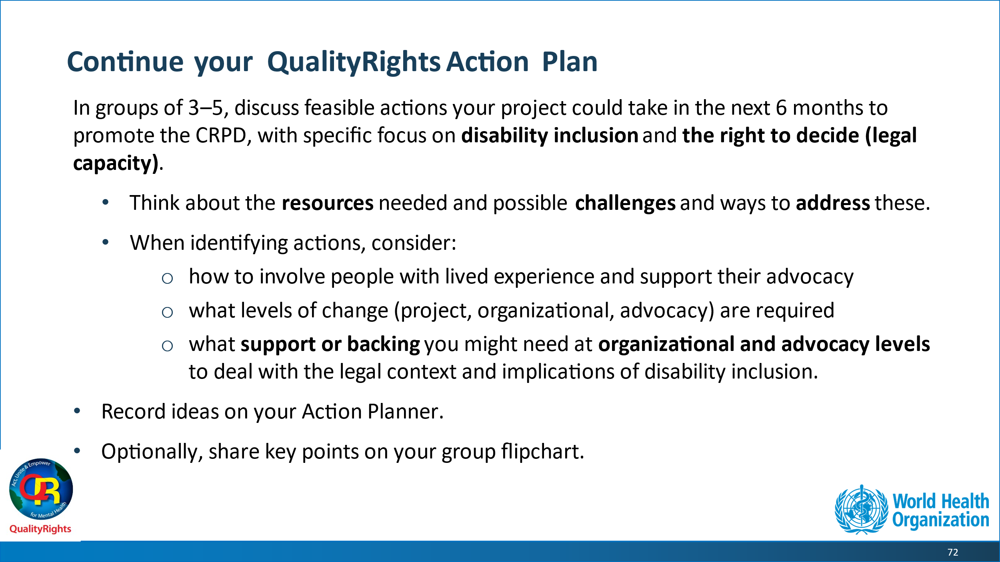 Continue your QualityRights Action Plan
In groups of 3–5, discuss feasible actions your project could take in the next 6 months to
promote the CRPD, with specific focus on disability inclusion and the right to decide (legal
capacity).
• Think about the resources needed and possible challenges and ways to address these.
• When identifying actions, consider:
o how to involve people with lived experience and support their advocacy
o what levels of change (project, organizational, advocacy) are required
o what support or backing you might need at organizational and advocacy levels
to deal with the legal context and implications of disability inclusion.
• Record ideas on your Action Planner.
• Optionally, share key points on your group flipchart.
Act, Unite & Empower
QR
for Mental Health
QualityRights
World Health
Organization
72